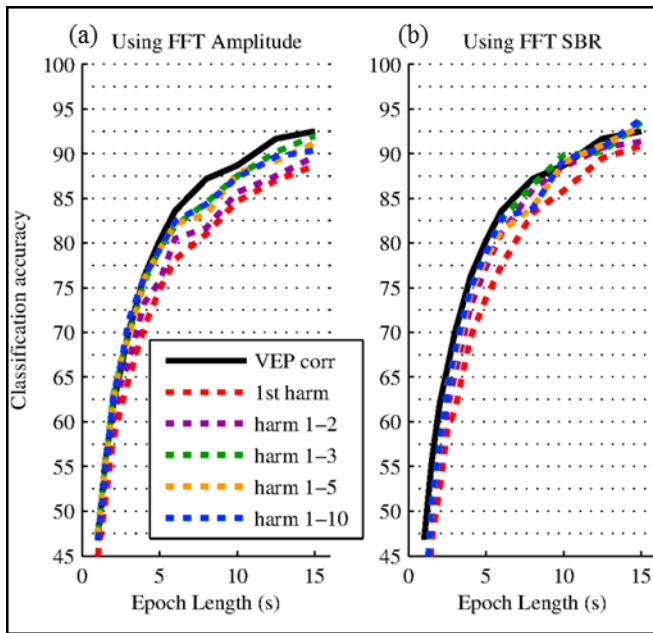 (a) Using FFT Amplitude
(b) Using FFT SBR
Classification accuracy
100
95
90
85
80
75
70
65
60
55
50
45
0 5 10 15
Epoch Length (s)
VEP corr
1st harm
harm 1–2
harm 1–3
harm 1–5
harm 1–10
100
95
90
85
80
75
70
65
60
55
50
45
0 5 10 15
Epoch Length (s)